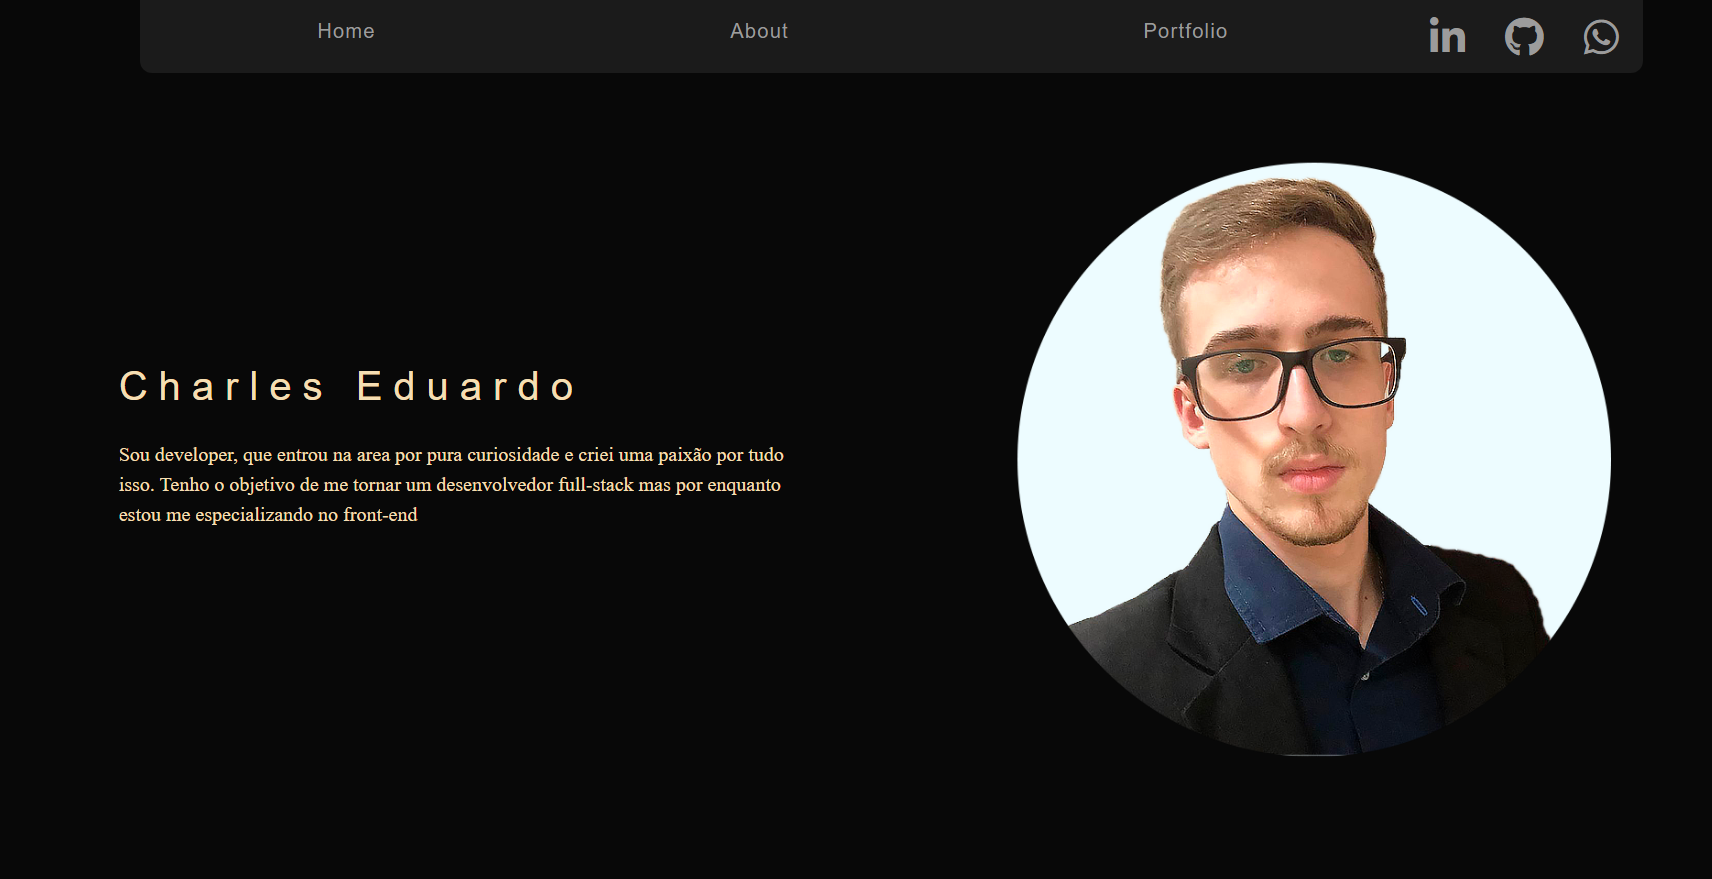 Home
About
Portfolio
in
Charles Eduardo
Sou developer, que entrou na area por pura curiosidade e criei uma paixão por tudo
isso. Tenho o objetivo de me tornar um desenvolvedor full-stack mas por enquanto
estou me especializando no front-end